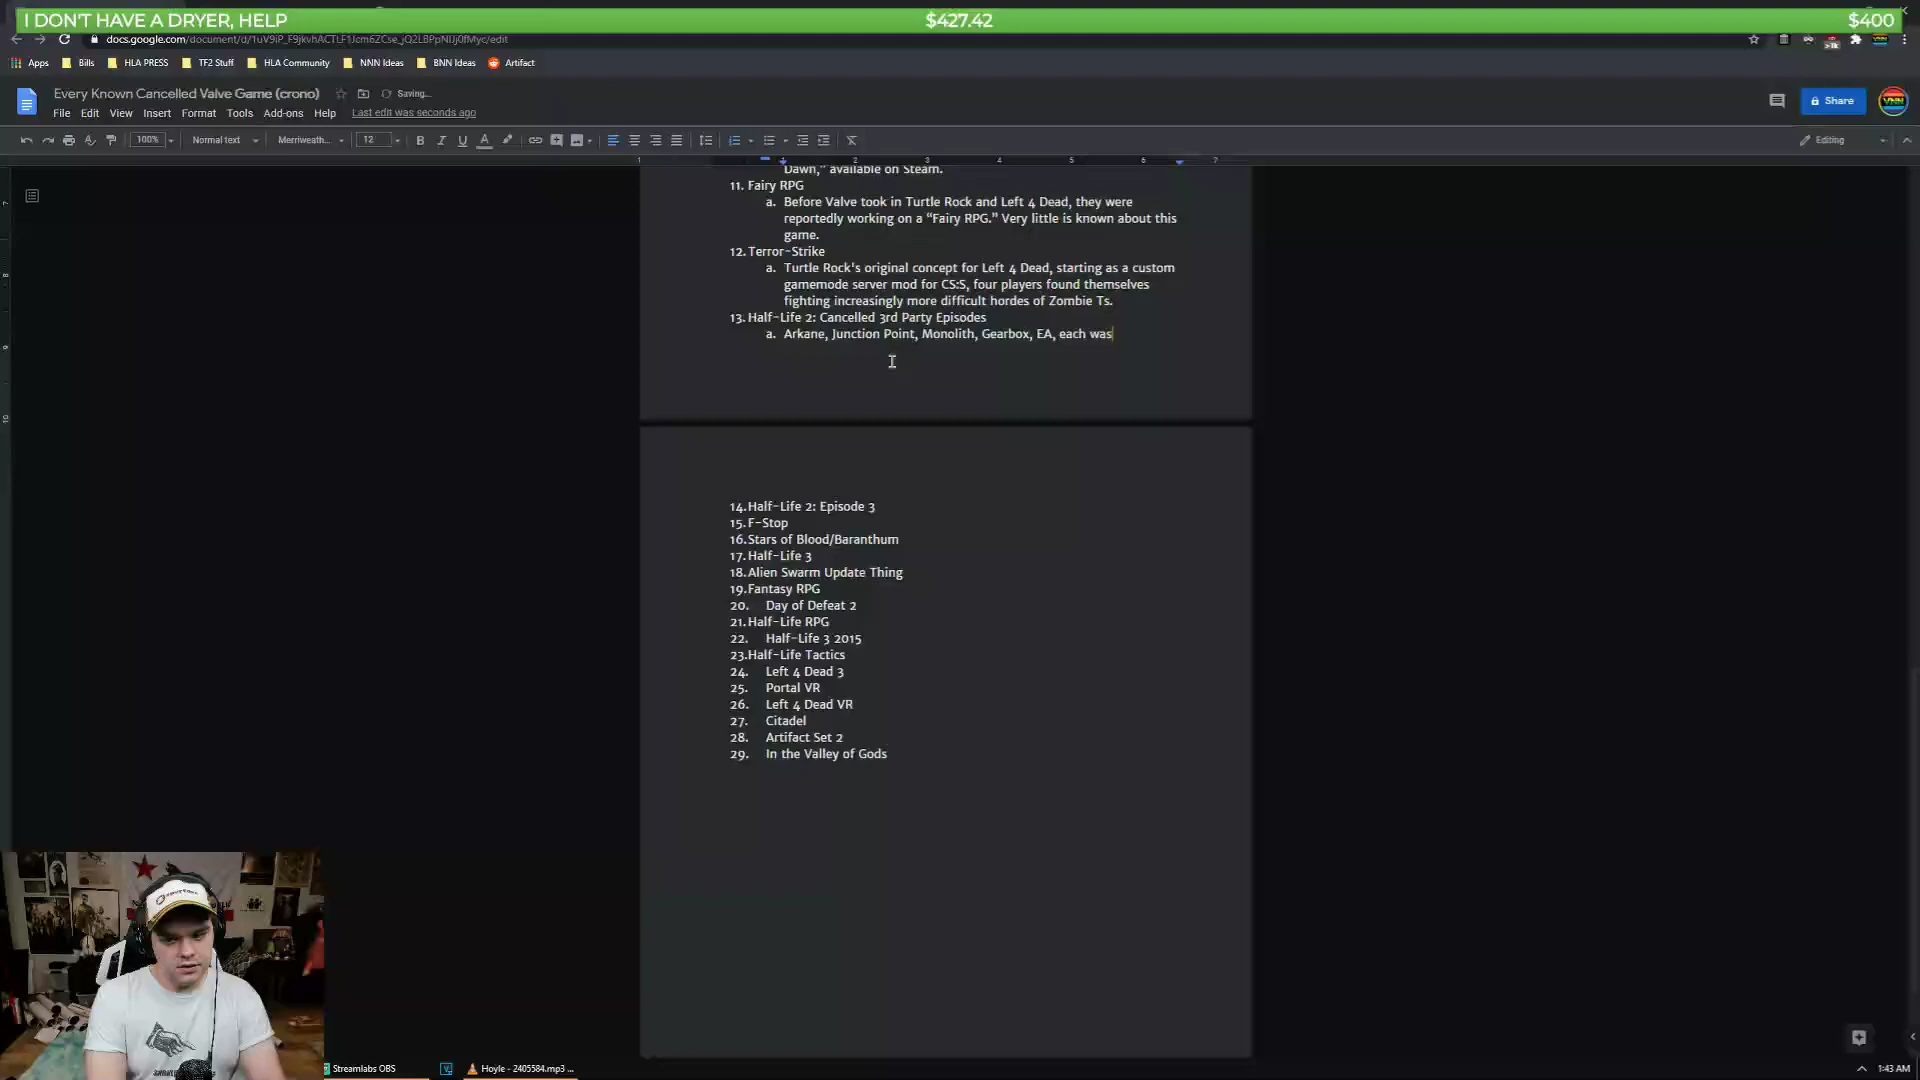 I DON'T HAVE A DRYER, HELP
$427.42
$400
docs.google.com/document/d/1uV9iP_F9jkvhACTLF1Jcm6ZCse_jQ2L8PpNIJj0fMyc/edit
Apps
Bills
HLA PRESS
TF2 Stuff
HLA Community
NNN Ideas
BNN Ideas
Artifact
Every Known Cancelled Valve Game (crono)
Saving...
Share
VNN
File Edit View Insert Format Tools Add-ons Help
Last edit was seconds ago
100%
Normal text
Merriweath...
12
Editing
1 1 2 3 4 5 6 7
Dawn,” available on Steam.
11. Fairy RPG
a. Before Valve took in Turtle Rock and Left 4 Dead, they were
reportedly working on a “Fairy RPG.” Very little is known about this
game.
12. Terror-Strike
a. Turtle Rock's original concept for Left 4 Dead, starting as a custom
gamemode server mod for CS:S, four players found themselves
fighting increasingly more difficult hordes of Zombie Ts.
13. Half-Life 2: Cancelled 3rd Party Episodes
a. Arkane, Junction Point, Monolith, Gearbox, EA, each was
14. Half-Life 2: Episode 3
15. F-Stop
16. Stars of Blood/Baranthum
17. Half-Life 3
18. Alien Swarm Update Thing
19. Fantasy RPG
20. Day of Defeat 2
21. Half-Life RPG
22. Half-Life 3 2015
23. Half-Life Tactics
24. Left 4 Dead 3
25. Portal VR
26. Left 4 Dead VR
27. Citadel
28. Artifact Set 2
29. In the Valley of Gods
Streamlabs OBS
Hoyle - 2405584.mp3 ...
1:43 AM